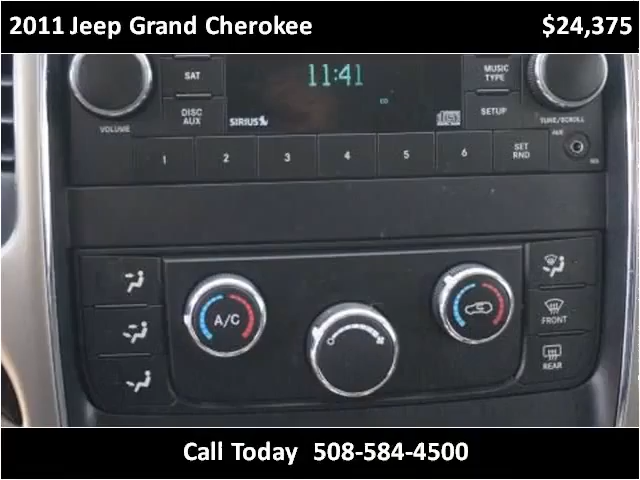 2011 Jeep Grand Cherokee $24,375
SAT 11:41 MUSIC TYPE
DISC AUX SIRIUS SETUP
VOLUME TUNE/SCROLL
AUX
1 2 3 4 5 6 SET RND
A/C
FRONT
REAR
Call Today 508-584-4500